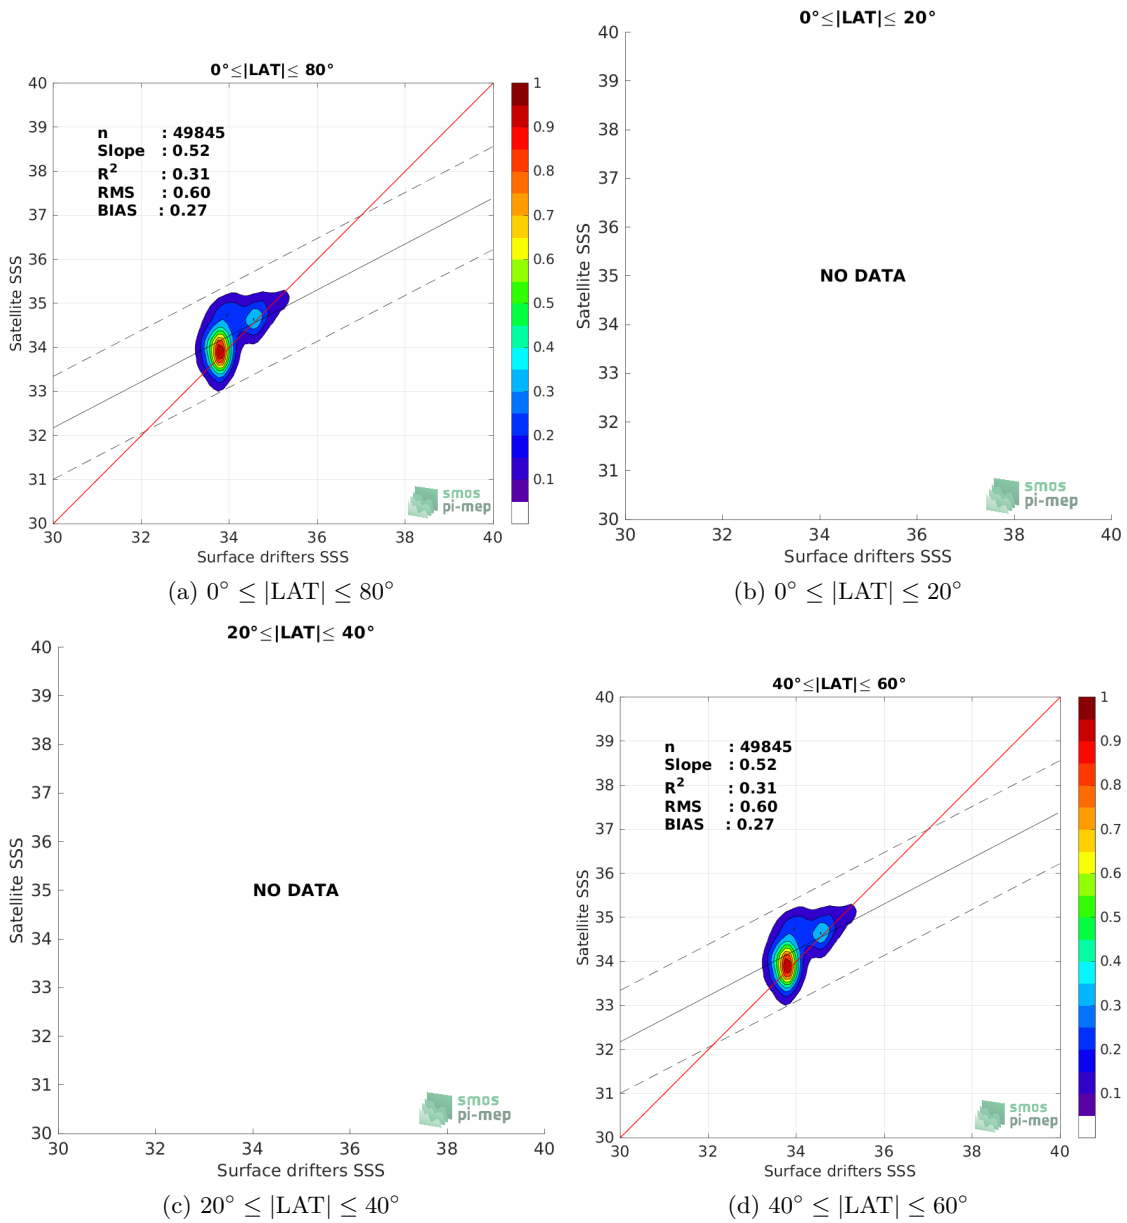 0°≤|LAT|≤ 80°
40
39
38
37
36
35
34
33
32
31
30
Satellite SSS
n : 49845
Slope : 0.52
R² : 0.31
RMS : 0.60
BIAS : 0.27
smos
pi-mep
30 32 34 36 38 40
Surface drifters SSS
1
0.9
0.8
0.7
0.6
0.5
0.4
0.3
0.2
0.1
(a) 0° ≤ |LAT| ≤ 80°
0°≤|LAT|≤ 20°
40
39
38
37
36
35
34
33
32
31
30
Satellite SSS
NO DATA
smos
pi-mep
30 32 34 36 38 40
Surface drifters SSS
(b) 0° ≤ |LAT| ≤ 20°
20°≤|LAT|≤ 40°
40
39
38
37
36
35
34
33
32
31
30
Satellite SSS
NO DATA
smos
pi-mep
30 32 34 36 38 40
Surface drifters SSS
(c) 20° ≤ |LAT| ≤ 40°
40°≤|LAT|≤ 60°
40
39
38
37
36
35
34
33
32
31
30
Satellite SSS
n : 49845
Slope : 0.52
R² : 0.31
RMS : 0.60
BIAS : 0.27
smos
pi-mep
30 32 34 36 38 40
Surface drifters SSS
1
0.9
0.8
0.7
0.6
0.5
0.4
0.3
0.2
0.1
(d) 40° ≤ |LAT| ≤ 60°